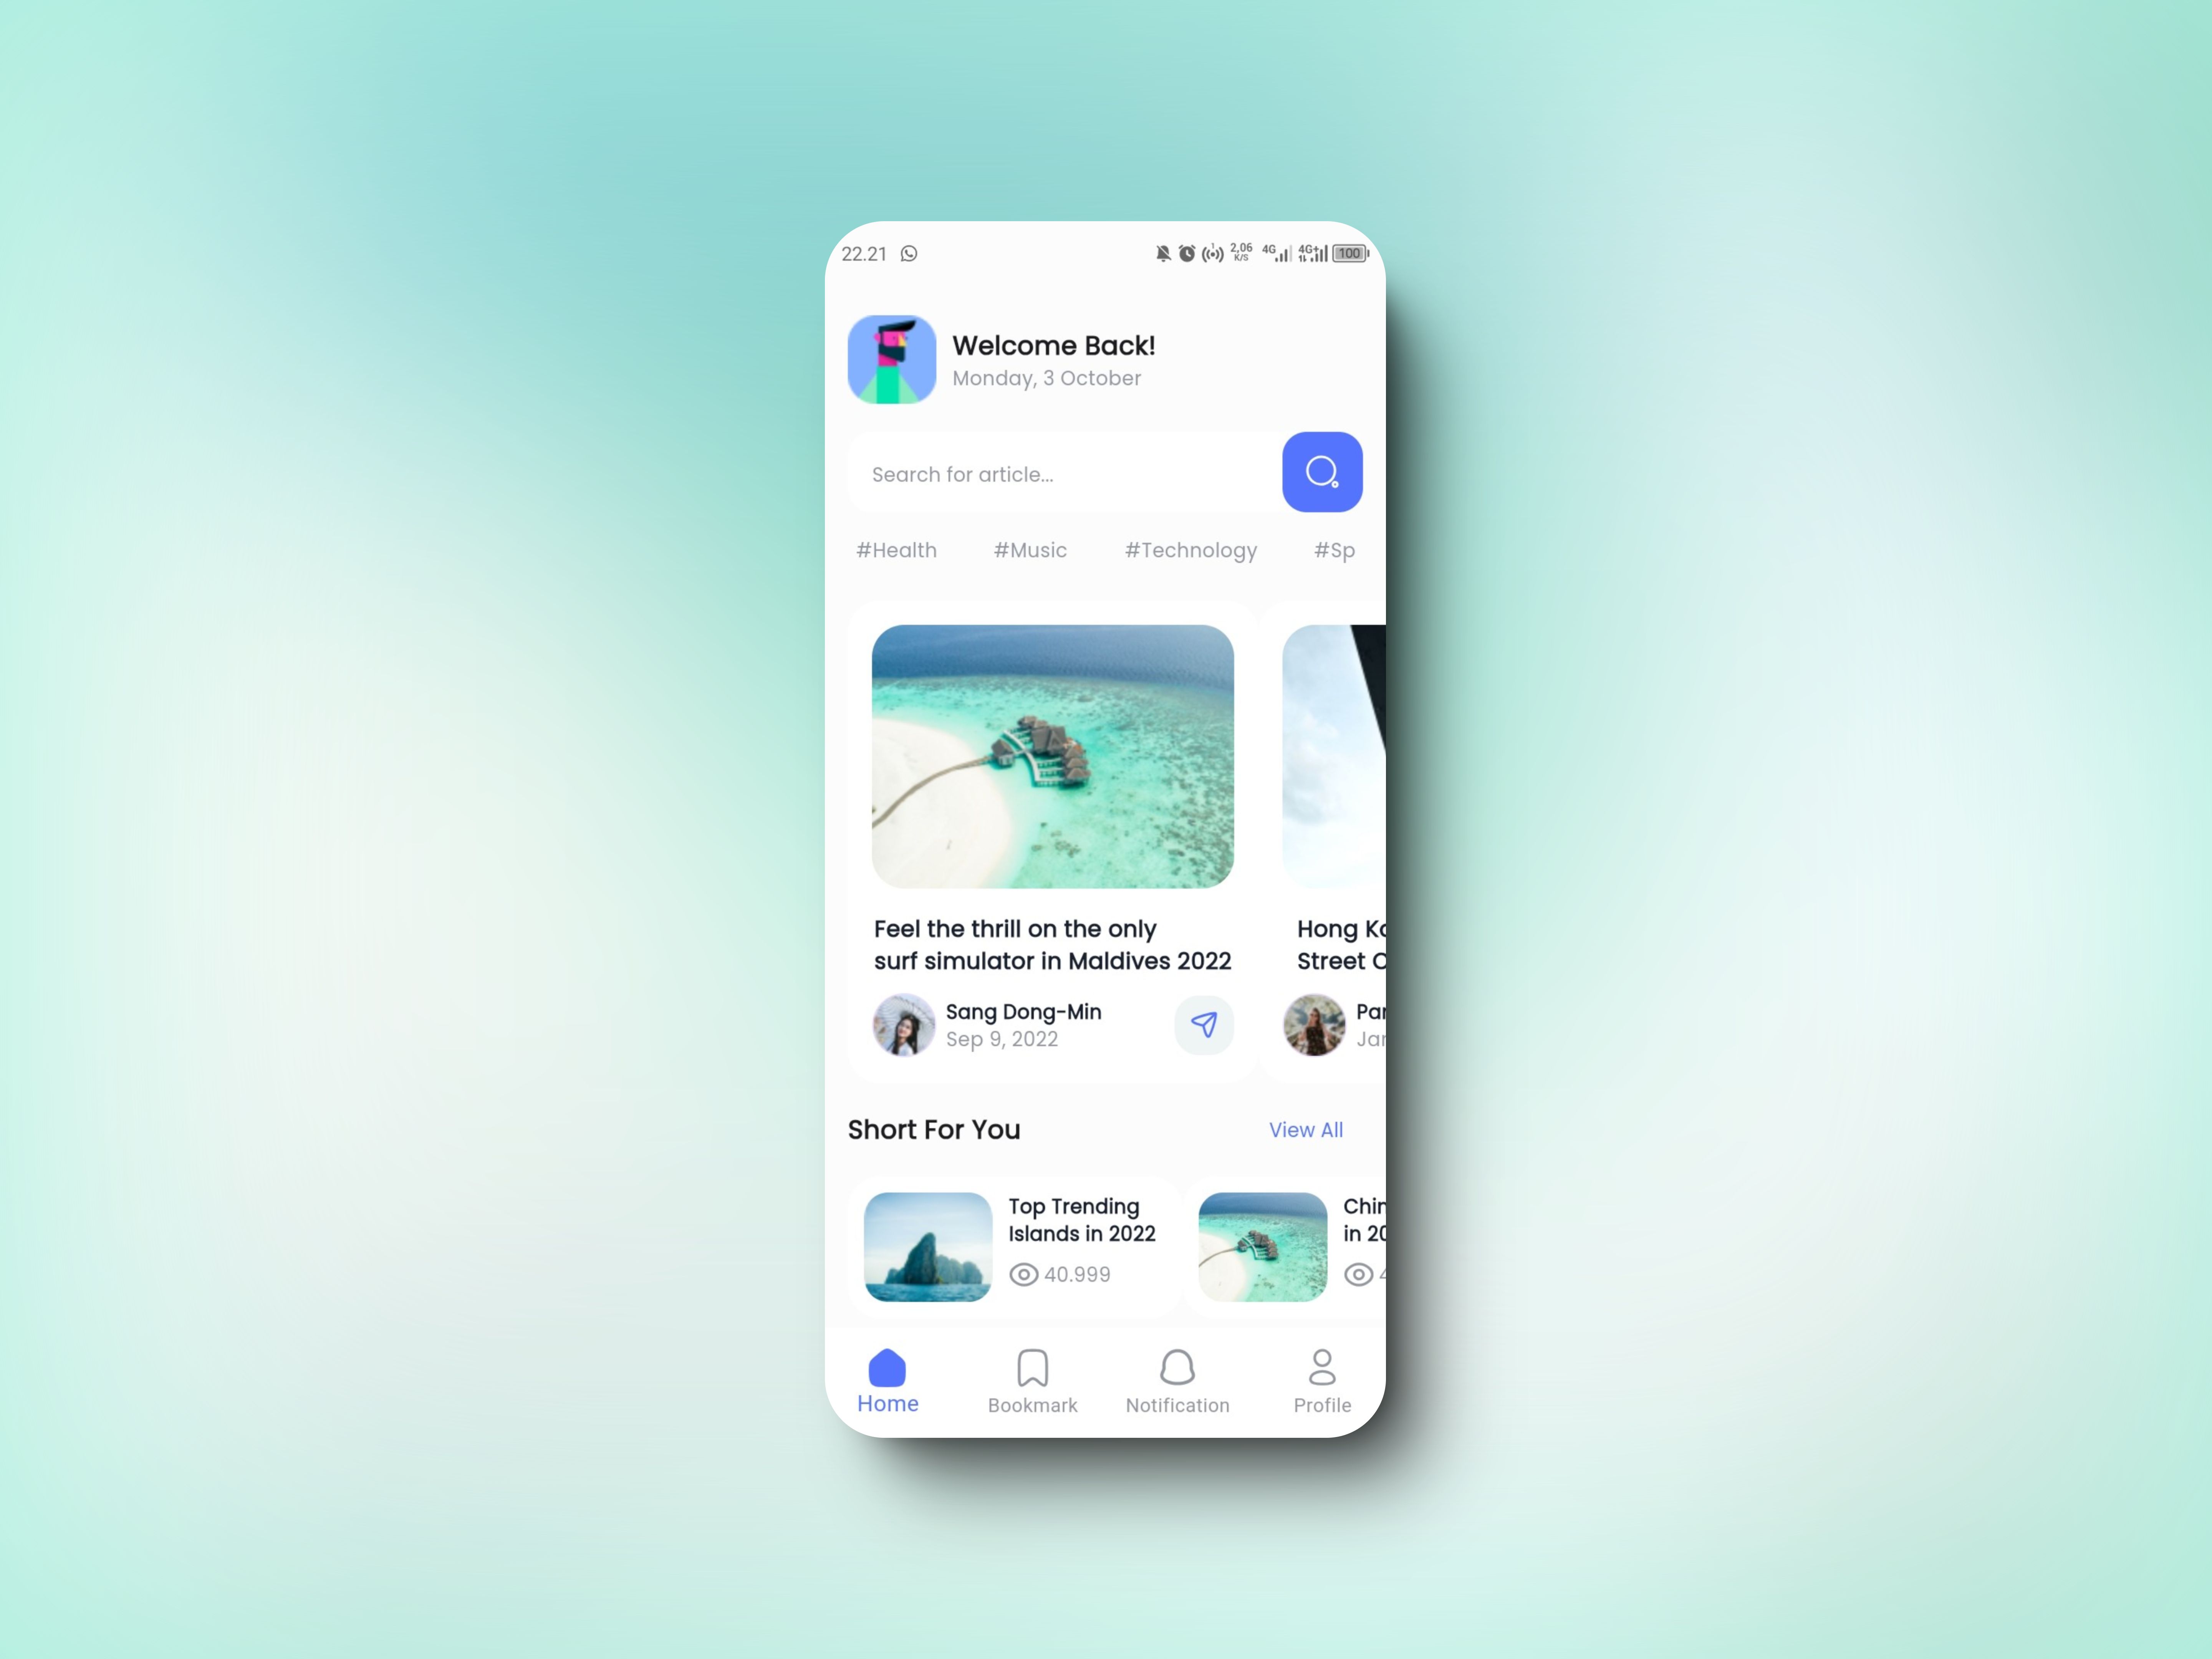 22.21
1 2,06 K/S 4G 4G+ 100
Welcome Back!
Monday, 3 October
Search for article...
#Health #Music #Technology #Sp
Feel the thrill on the only
surf simulator in Maldives 2022
Sang Dong-Min
Sep 9, 2022
Hong Ko
Street C
Par
Jar
Short For You
View All
Top Trending
Islands in 2022
40.999
Chin
in 20
4
Home
Bookmark
Notification
Profile